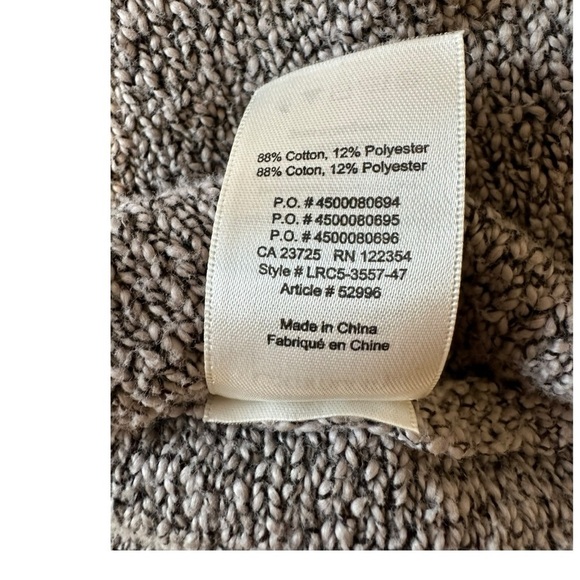 88% Cotton, 12% Polyester
88% Coton, 12% Polyester
P.O. # 4500080694
P.O. # 4500080695
P.O. # 4500080696
CA 23725 RN 122354
Style # LRC5-3557-47
Article # 52996
Made in China
Fabriqué en Chine